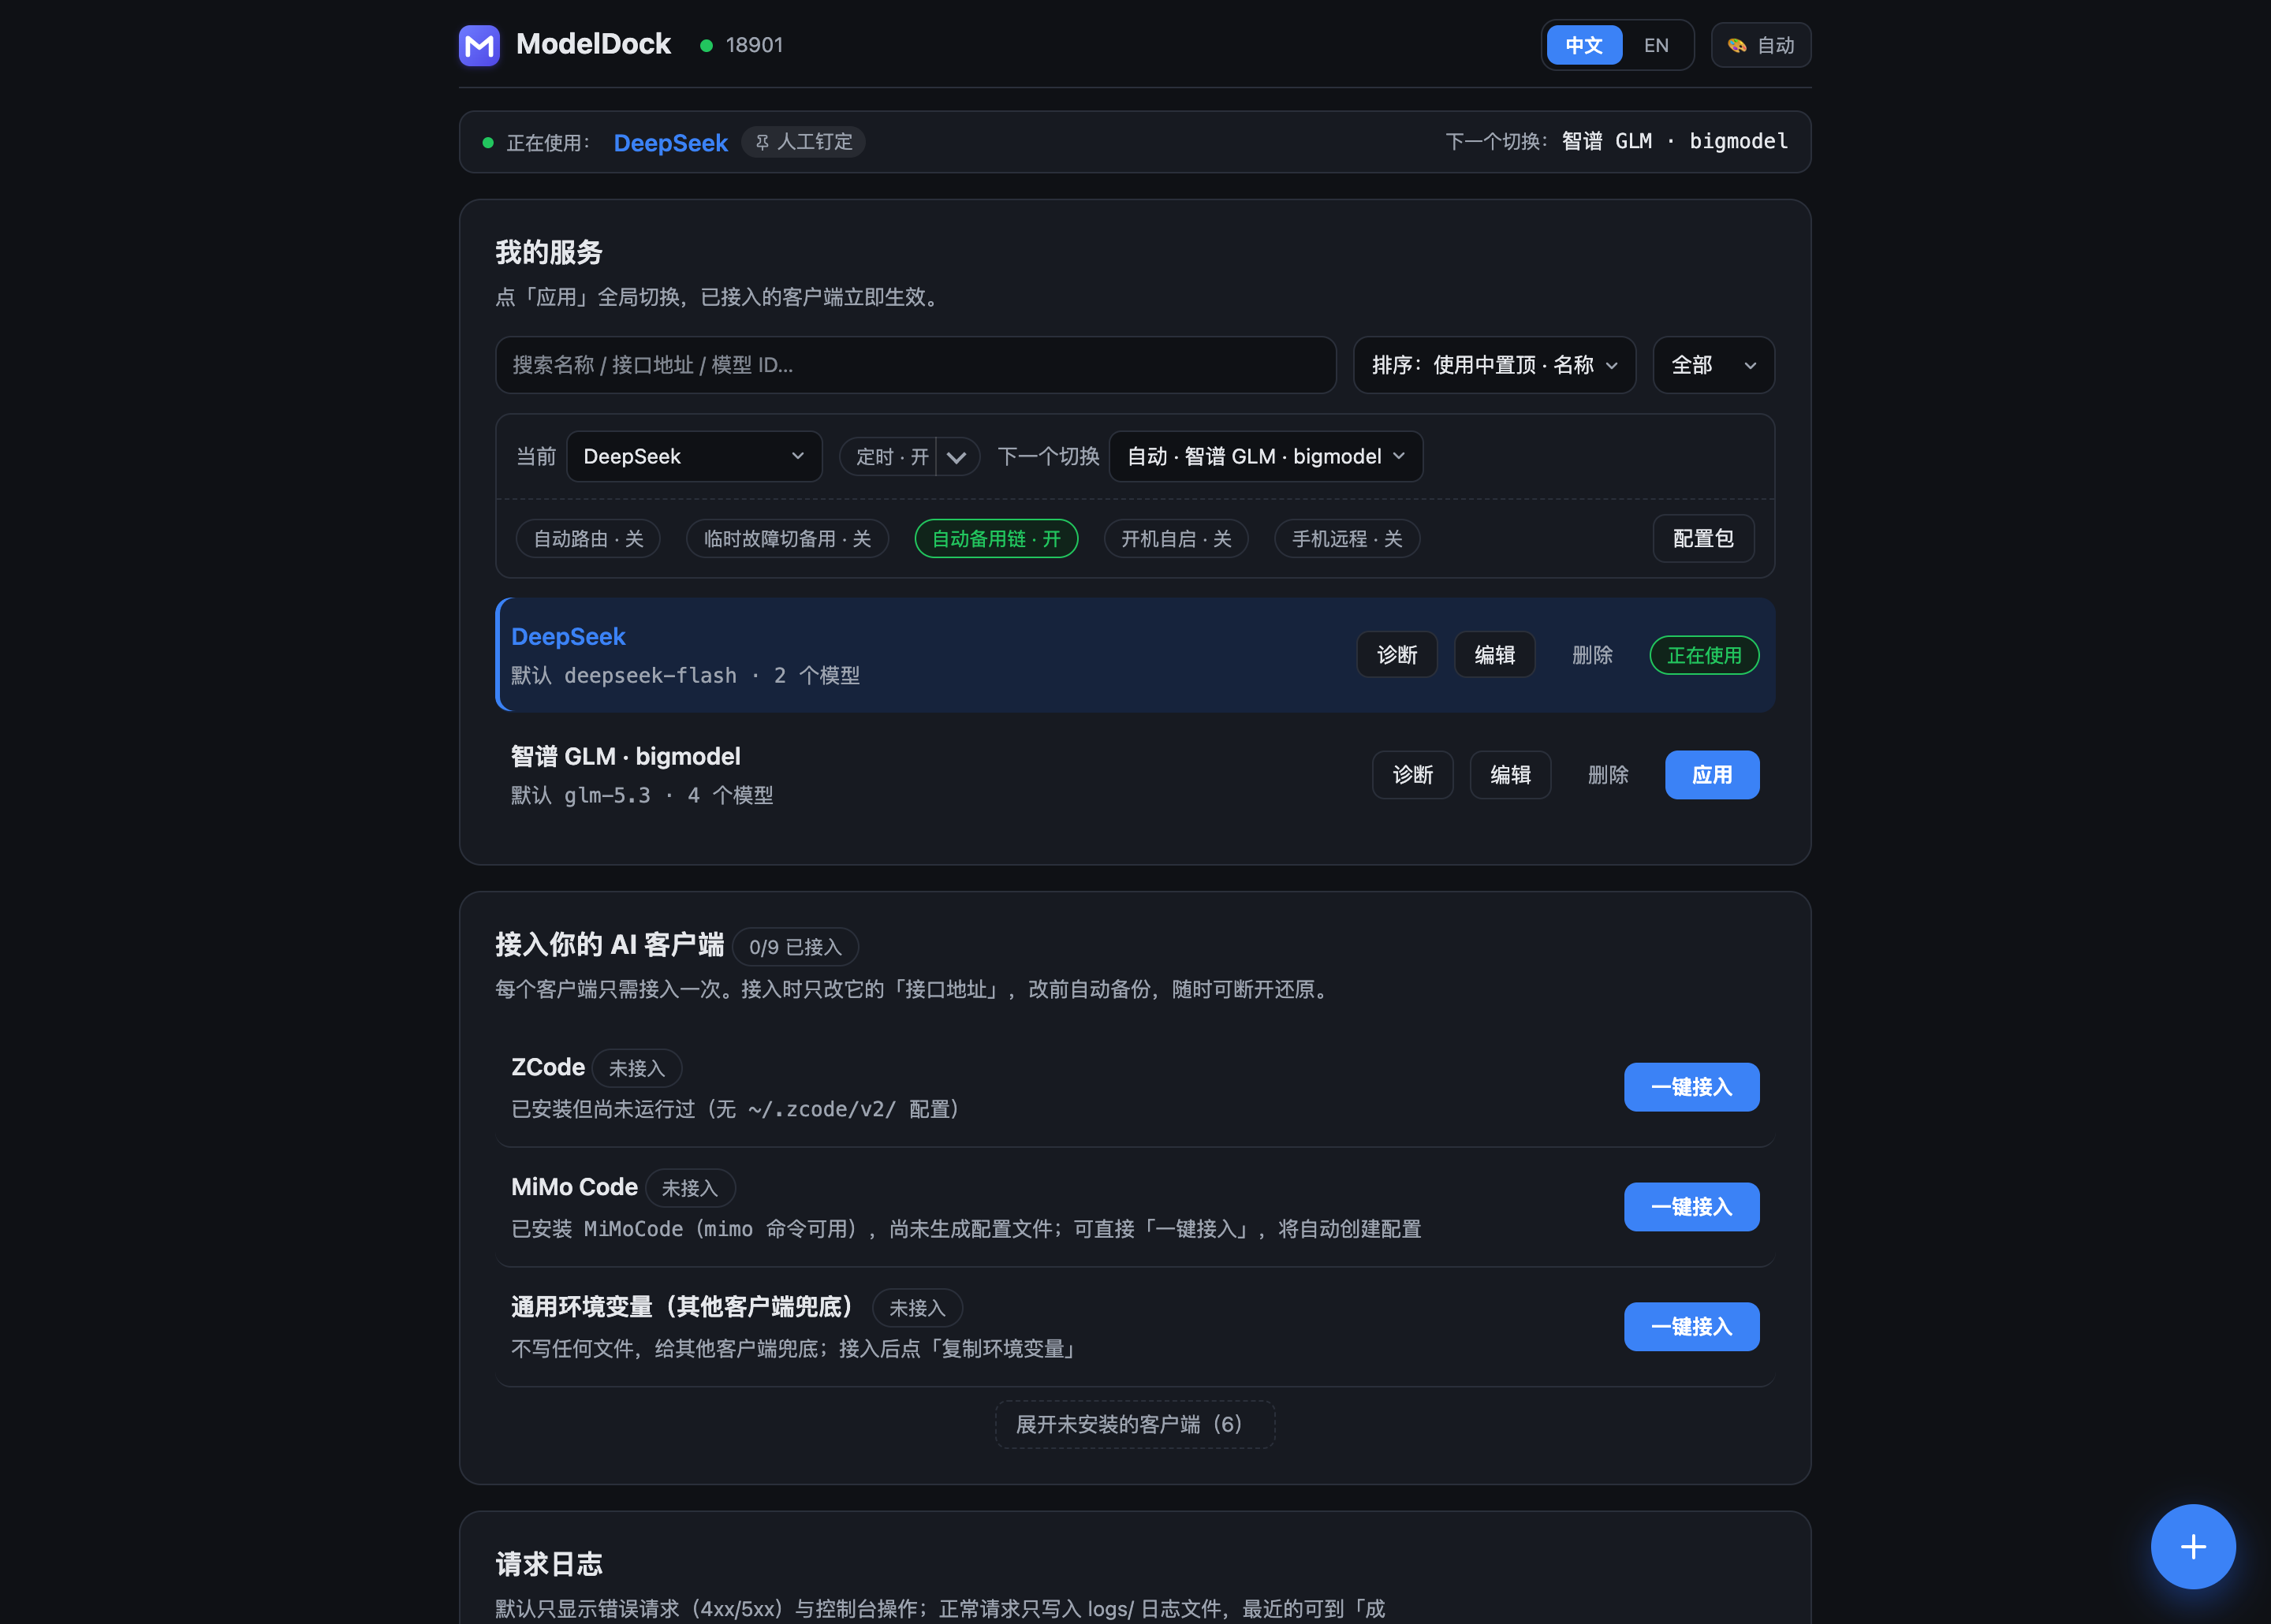 ModelDock 18901 中文 EN 自动
正在使用: DeepSeek 人工钉定 下一个切换: 智谱 GLM · bigmodel
我的服务
点「应用」全局切换，已接入的客户端立即生效。
搜索名称 / 接口地址 / 模型 ID... 排序：使用中置顶 · 名称 全部
当前 DeepSeek 定时 · 开 下一个切换 自动 · 智谱 GLM · bigmodel
自动路由 · 关 临时故障切备用 · 关 自动备用链 · 开 开机自启 · 关 手机远程 · 关 配置包
DeepSeek
默认 deepseek-flash · 2 个模型
诊断 编辑 删除 正在使用
智谱 GLM · bigmodel
默认 glm-5.3 · 4 个模型
诊断 编辑 删除 应用
接入你的 AI 客户端 0/9 已接入
每个客户端只需接入一次。接入时只改它的「接口地址」，改前自动备份，随时可断开还原。
ZCode 未接入
已安装但尚未运行过（无 ~/.zcode/v2/ 配置）
一键接入
MiMo Code 未接入
已安装 MiMoCode（mimo 命令可用），尚未生成配置文件；可直接「一键接入」，将自动创建配置
一键接入
通用环境变量（其他客户端兜底） 未接入
不写任何文件，给其他客户端兜底；接入后点「复制环境变量」
一键接入
展开未安装的客户端（6）
请求日志
默认只显示错误请求（4xx/5xx）与控制台操作；正常请求只写入 logs/ 日志文件，最近的可到「成